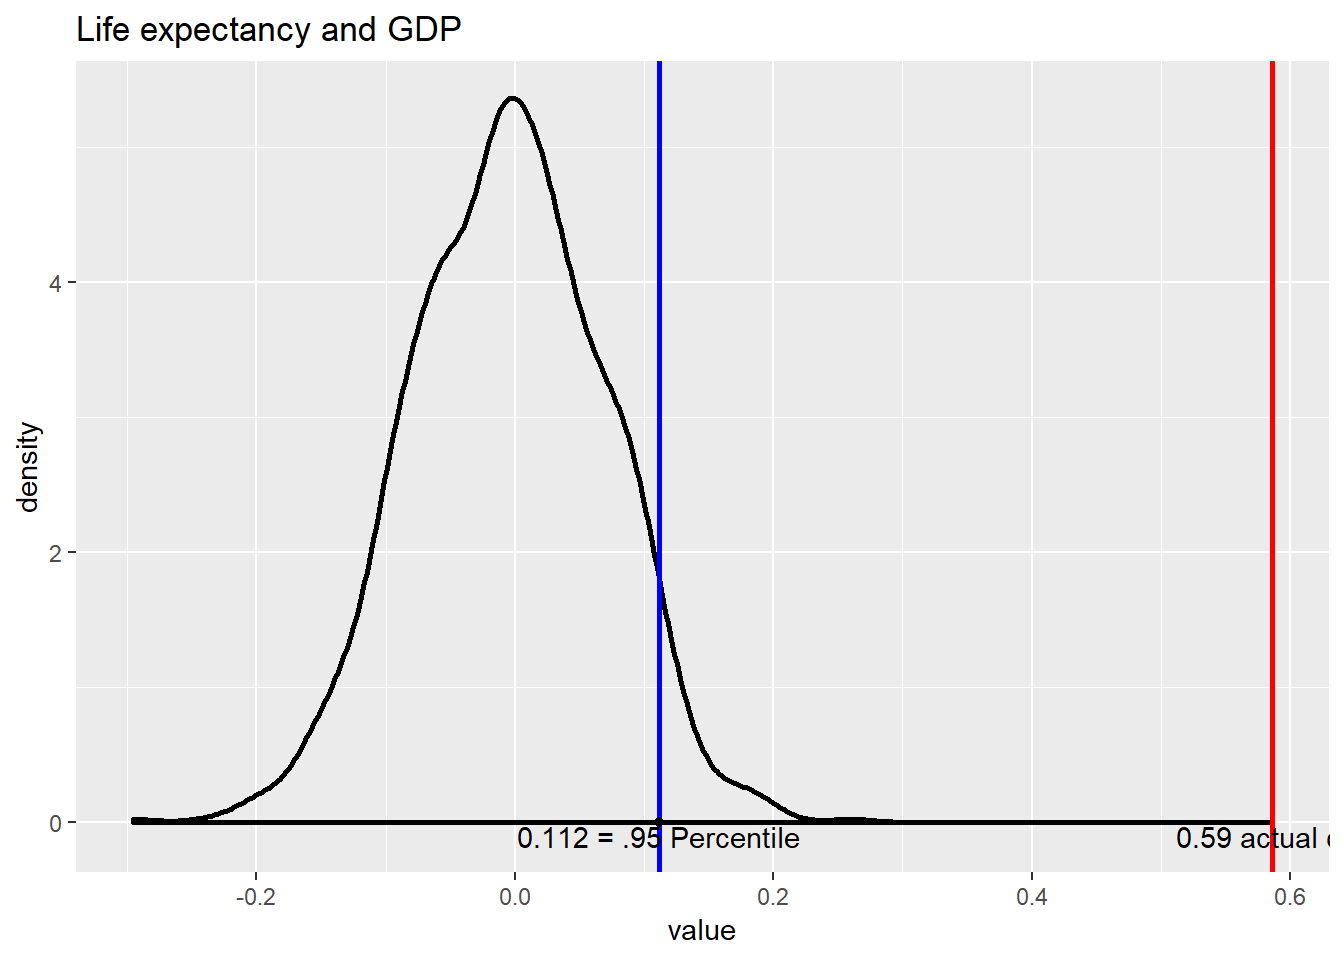 Life expectancy and GDP
density
4
2
0
0.112 = .95 Percentile
0.59 actual
-0.2
0.0
0.2
0.4
0.6
value